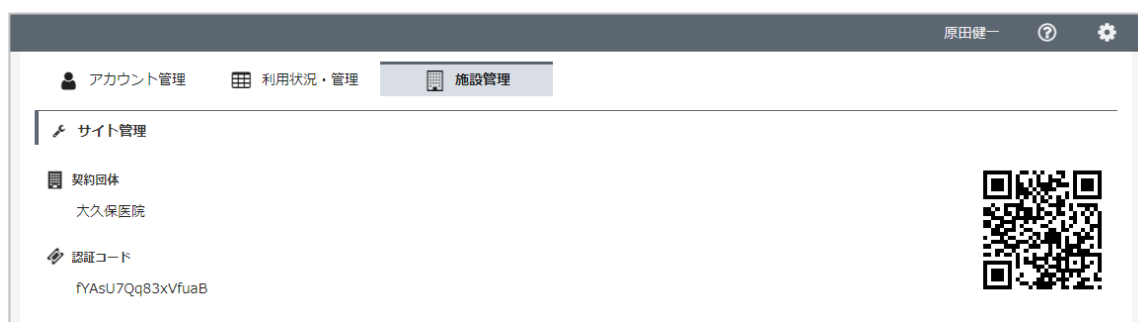 原田健一
アカウント管理 利用状況・管理 施設管理
サイト管理
契約団体
大久保医院
認証コード
fYAsU7Qq83xVfuaB